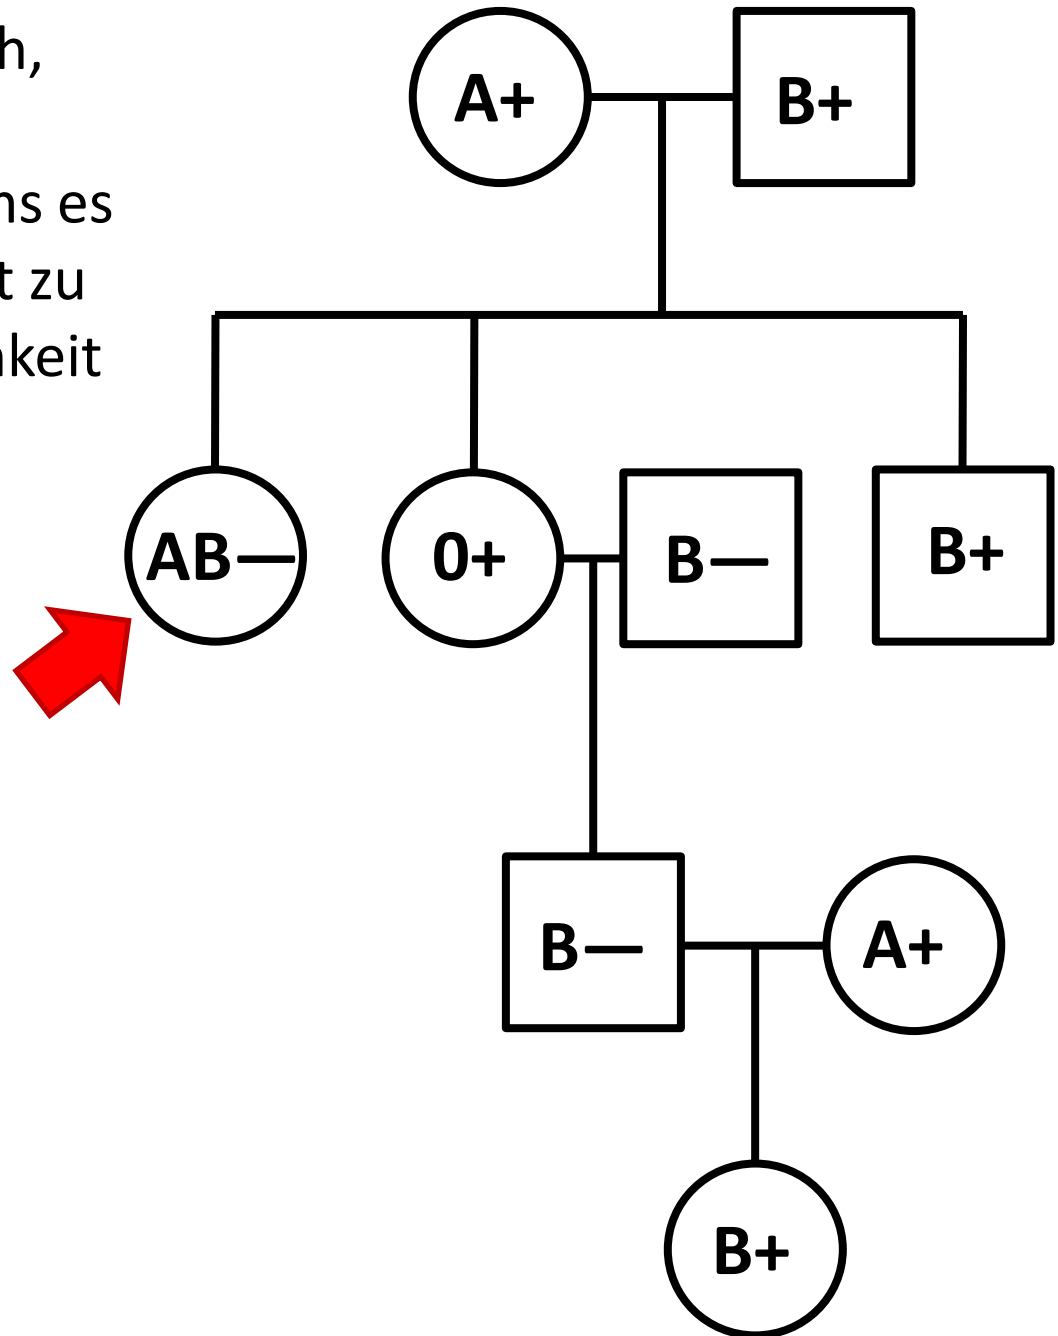 h,
A+ B+
ns es
t zu
keit
AB— 0+ B— B+
B— A+
B+